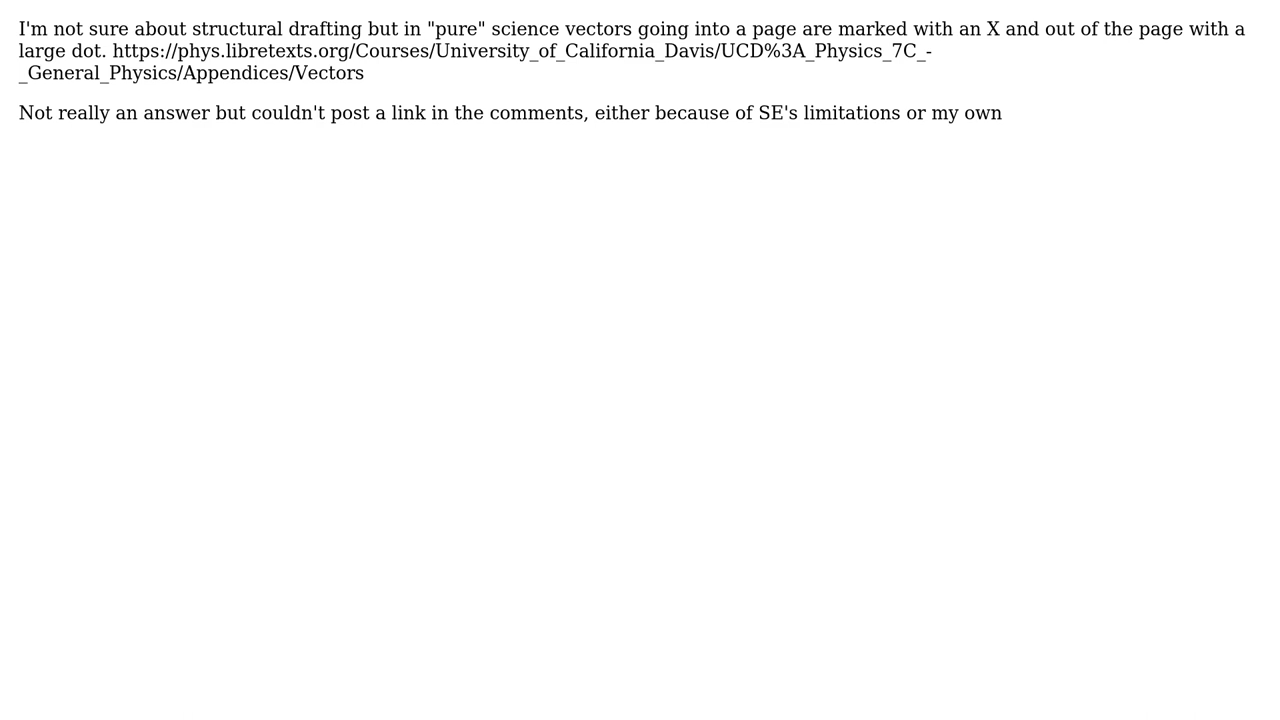 I'm not sure about structural drafting but in "pure" science vectors going into a page are marked with an X and out of the page with a
large dot. https://phys.libretexts.org/Courses/University_of_California_Davis/UCD%3A_Physics_7C_-
_General_Physics/Appendices/Vectors
Not really an answer but couldn't post a link in the comments, either because of SE's limitations or my own